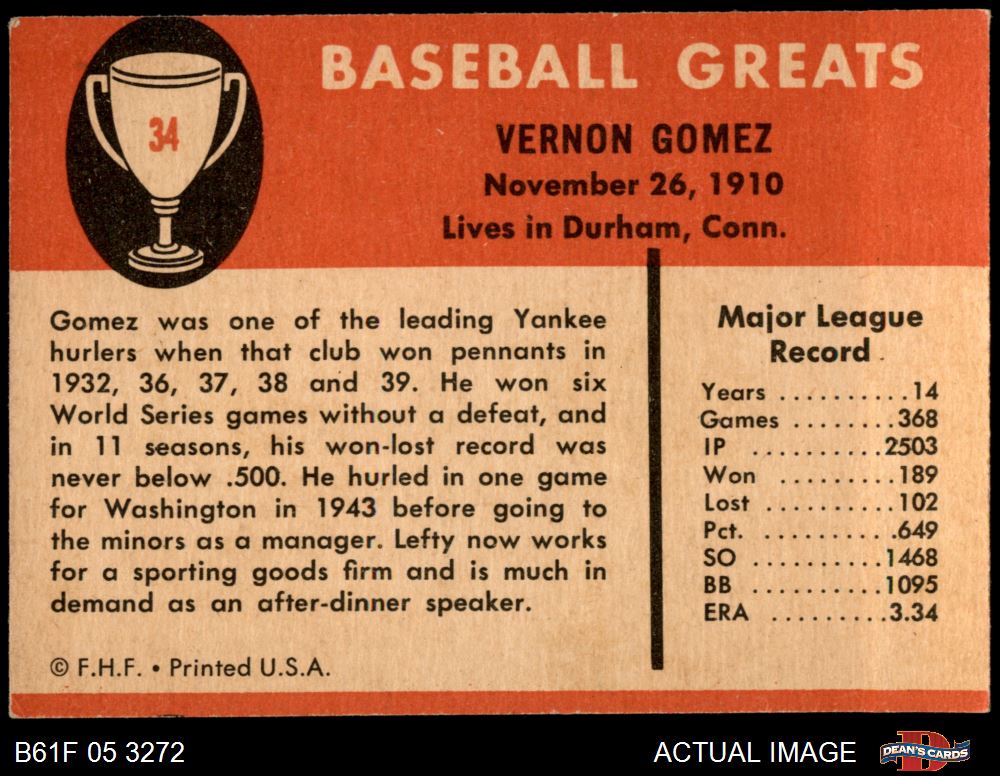 34
BASEBALL GREATS
VERNON GOMEZ
November 26, 1910
Lives in Durham, Conn.
Gomez was one of the leading Yankee
hurlers when that club won pennants in
1932, 36, 37, 38 and 39. He won six
World Series games without a defeat, and
in 11 seasons, his won-lost record was
never below .500. He hurled in one game
for Washington in 1943 before going to
the minors as a manager. Lefty now works
for a sporting goods firm and is much in
demand as an after-dinner speaker.
© F.H.F. • Printed U.S.A.
Major League
Record
Years ..........14
Games ........368
IP ..........2503
Won .........189
Lost ..........102
Pct. ..........649
SO ..........1468
BB ..........1095
ERA .........3.34
B61F 05 3272
ACTUAL IMAGE
D
DEAN'S CARDS